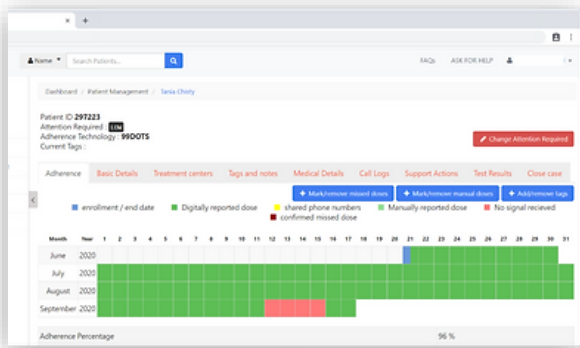 Name Search Patients... FAQs ASK FOR HELP
Dashboard / Patient Management / Tania Chisty
Patient ID 29T223
Attention Required : LOW
Adherence Technology : 99DOTS
Current Tags :
Change Attention Required
Adherence Basic Details Treatment centers Tags and notes Medical Details Call Logs Support Actions Test Results Close case
+ Mark/remove missed doses + Mark/remove manual doses + Add/remove tags
enrollment / end date Digitally reported dose shared phone numbers Manually reported dose No signal recieved
confirmed missed dose
Month Year 1 2 3 4 5 6 7 8 9 10 11 12 13 14 15 16 17 18 19 20 21 22 23 24 25 26 27 28 29 30 31
June 2020
July 2020
August 2020
September 2020
Adherence Percentage 96 %